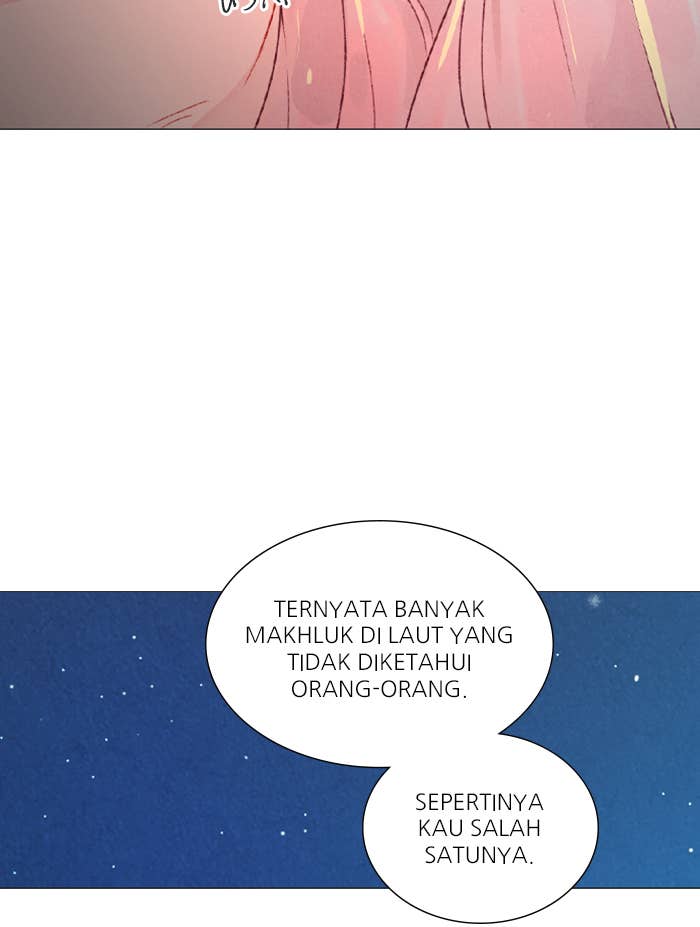 TERNYATA BANYAK
MAKHLUK DI LAUT YANG
TIDAK DIKETAHUI
ORANG-ORANG.
SEPERTINYA
KAU SALAH
SATUNYA.